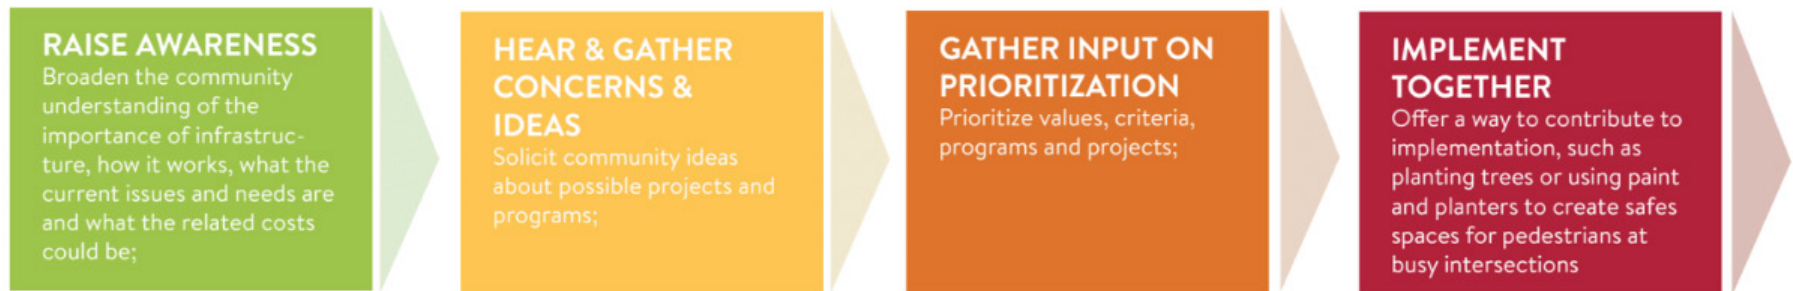 RAISE AWARENESS
Broaden the community
understanding of the
importance of infrastruc-
ture, how it works, what the
current issues and needs are
and what the related costs
could be;
HEAR & GATHER
CONCERNS &
IDEAS
Solicit community ideas
about possible projects and
programs;
GATHER INPUT ON
PRIORITIZATION
Prioritize values, criteria,
programs and projects;
IMPLEMENT
TOGETHER
Offer a way to contribute to
implementation, such as
planting trees or using paint
and planters to create safes
spaces for pedestrians at
busy intersections